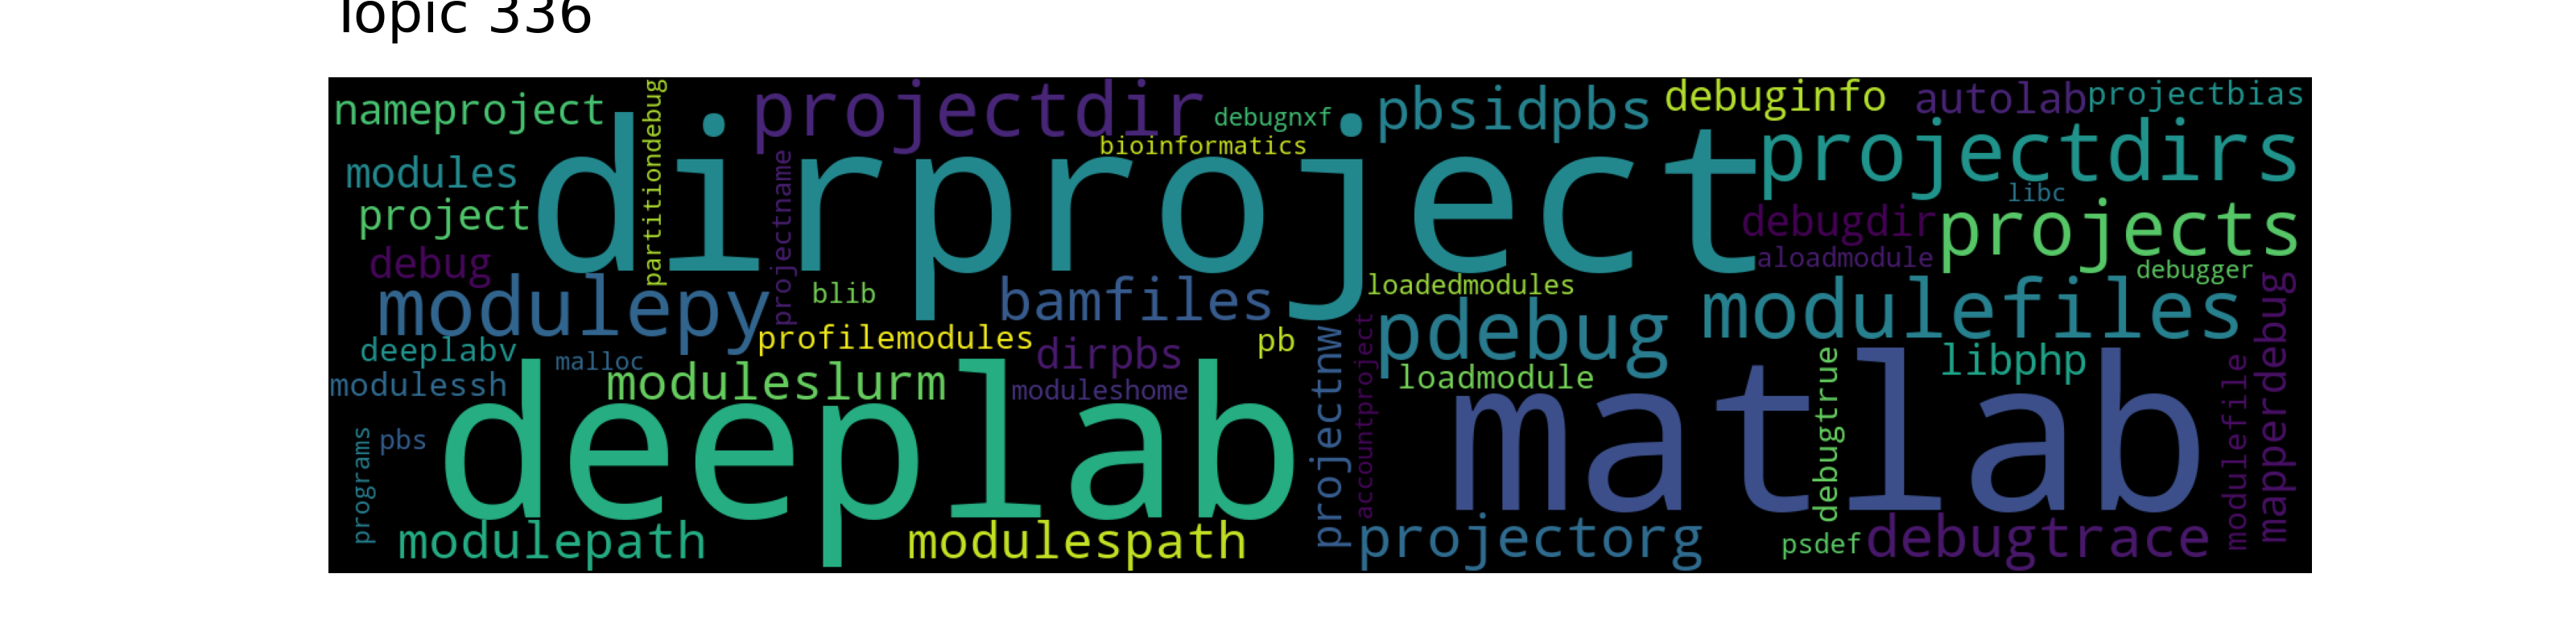 Topic 336
nameproject
partitiondebug
projectdir
debugnxf
pbsidpbs
debuginfo
autolab
projectbias
bioinformatics
dirproject
projectdirs
modules
projectname
libc
project
debugdir
projects
debug
aloadmodule
debugger
modulepy
blib
bamfiles
loadedmodules
modulefiles
mapperdebug
profilemodules
pb
pdebug
deeplabv
malloc
dirpbs
projectnw
accountproject
libphp
modulessh
moduleslurm
moduleshome
loadmodule
debugtrue
modulefile
deeplab
matlab
programs
pbs
modulepath
modulespath
projectorg
psdef
debugtrace